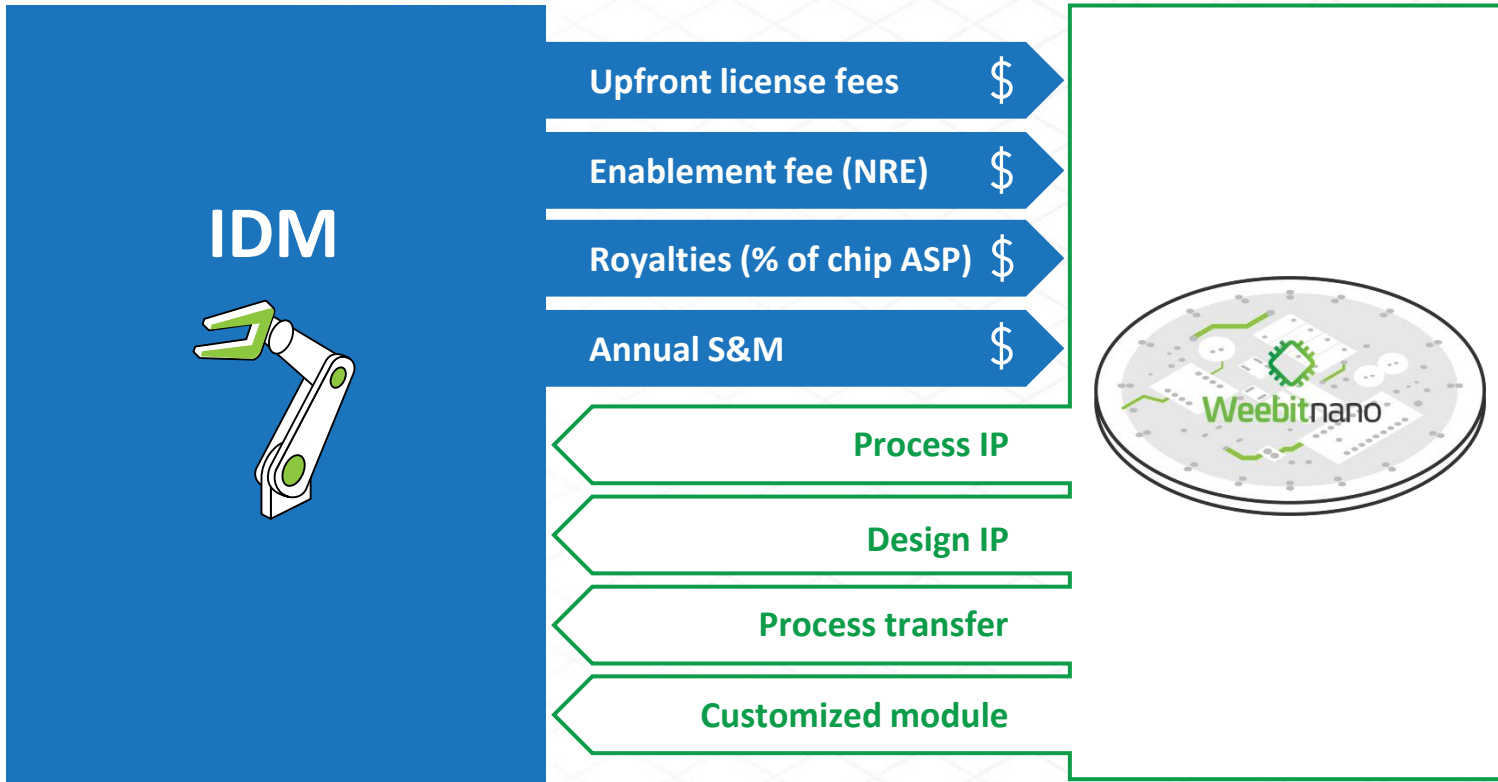 IDM
Upfront license fees $
Enablement fee (NRE) $
Royalties (% of chip ASP) $
Annual S&M $
Process IP
Design IP
Process transfer
Customized module
Weebitnano